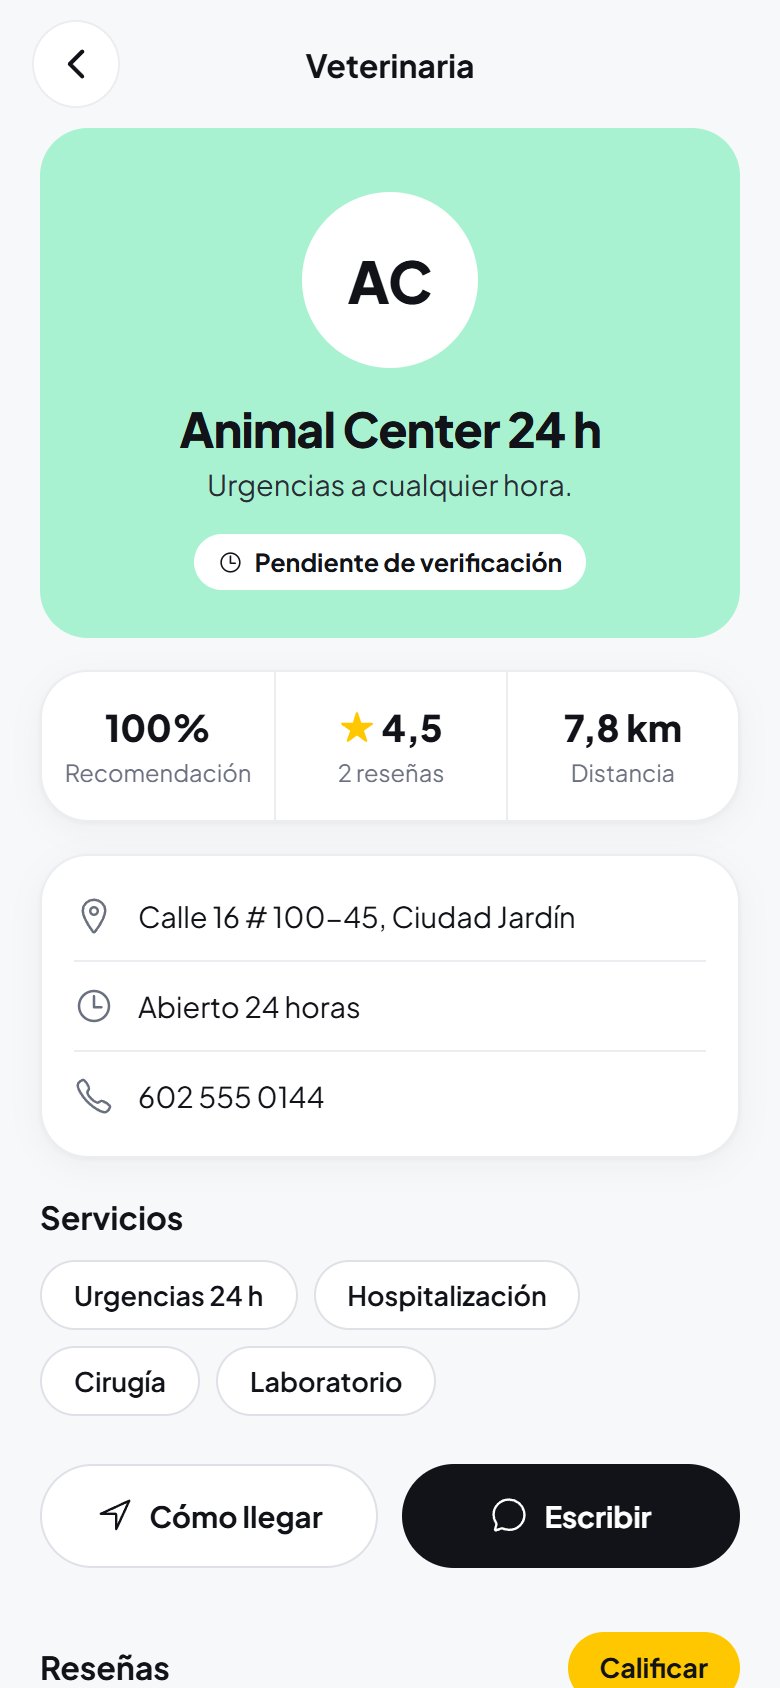 Veterinaria
AC
Animal Center 24 h
Urgencias a cualquier hora.
Pendiente de verificación
100%
Recomendación
4,5
2 reseñas
7,8 km
Distancia
Calle 16 # 100–45, Ciudad Jardín
Abierto 24 horas
602 555 0144
Servicios
Urgencias 24 h
Hospitalización
Cirugía
Laboratorio
Cómo llegar
Escribir
Reseñas
Calificar